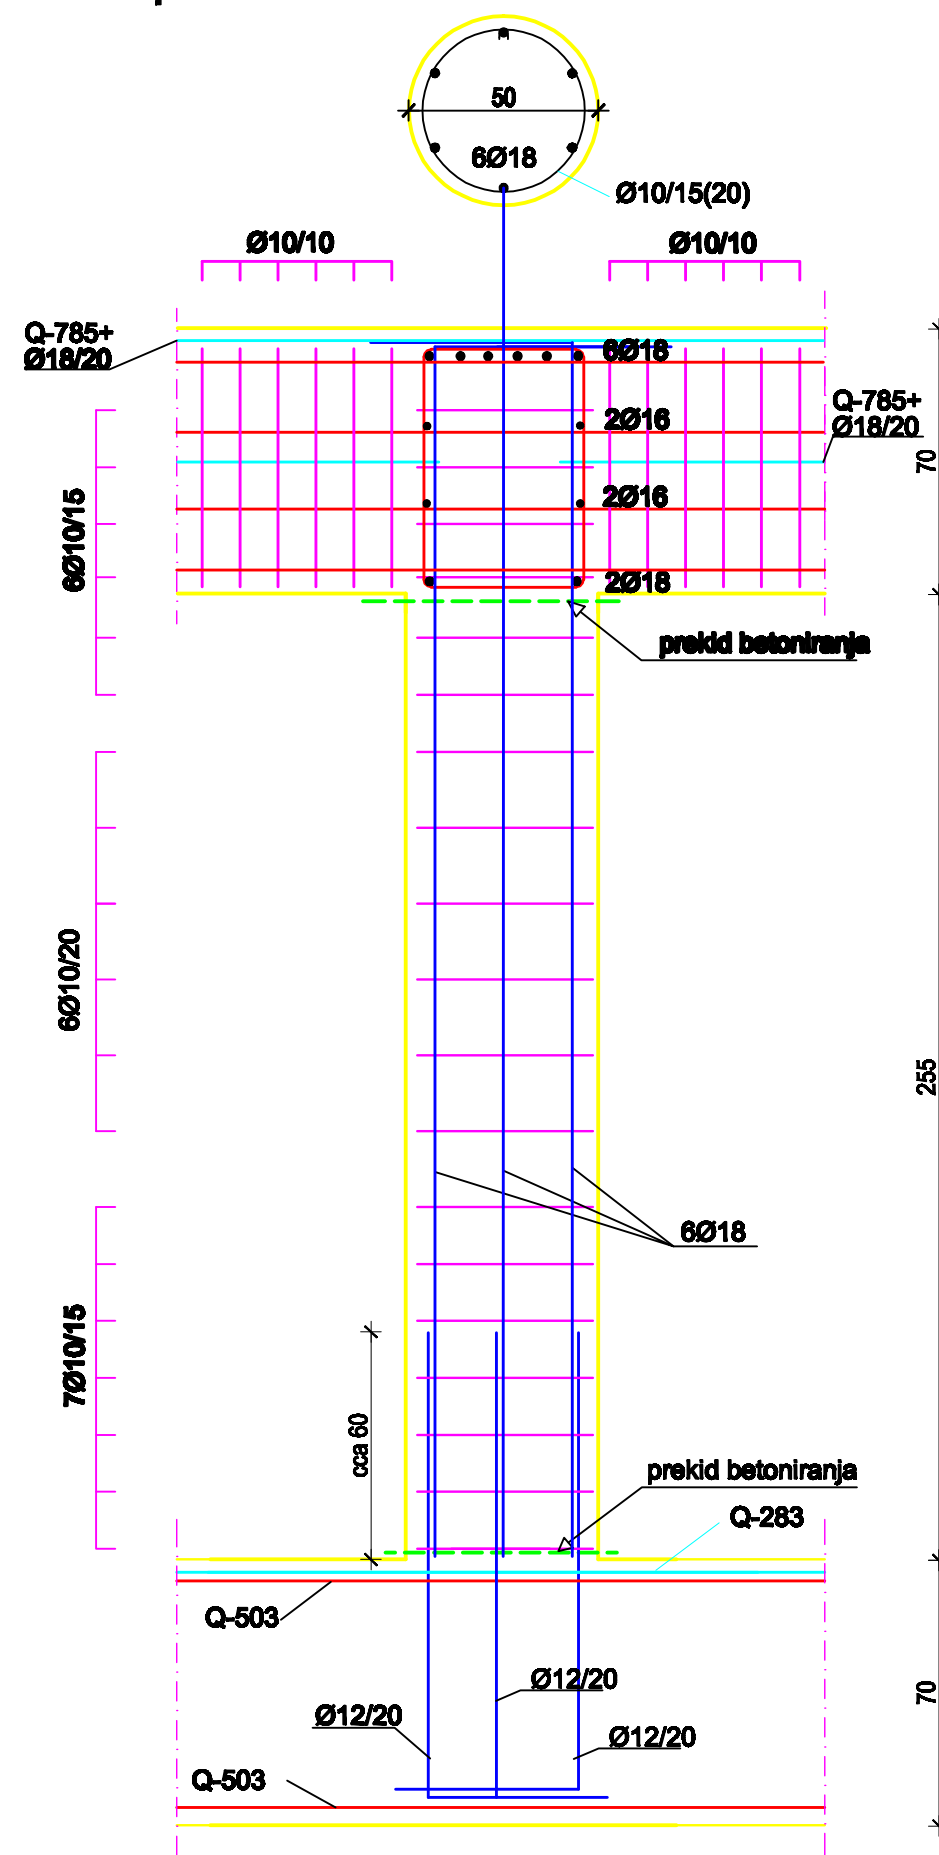 50
6Ø18
Ø10/15(20)
Ø10/10
Ø10/10
Q-785+
Ø18/20
6Ø18
2Ø16
Q-785+
Ø18/20
70
6Ø10/15
2Ø16
2Ø18
prekid betoniranja
6Ø10/20
255
6Ø18
7Ø10/15
cca 60
prekid betoniranja
Q-283
Q-503
Ø12/20
70
Ø12/20
Ø12/20
Q-503